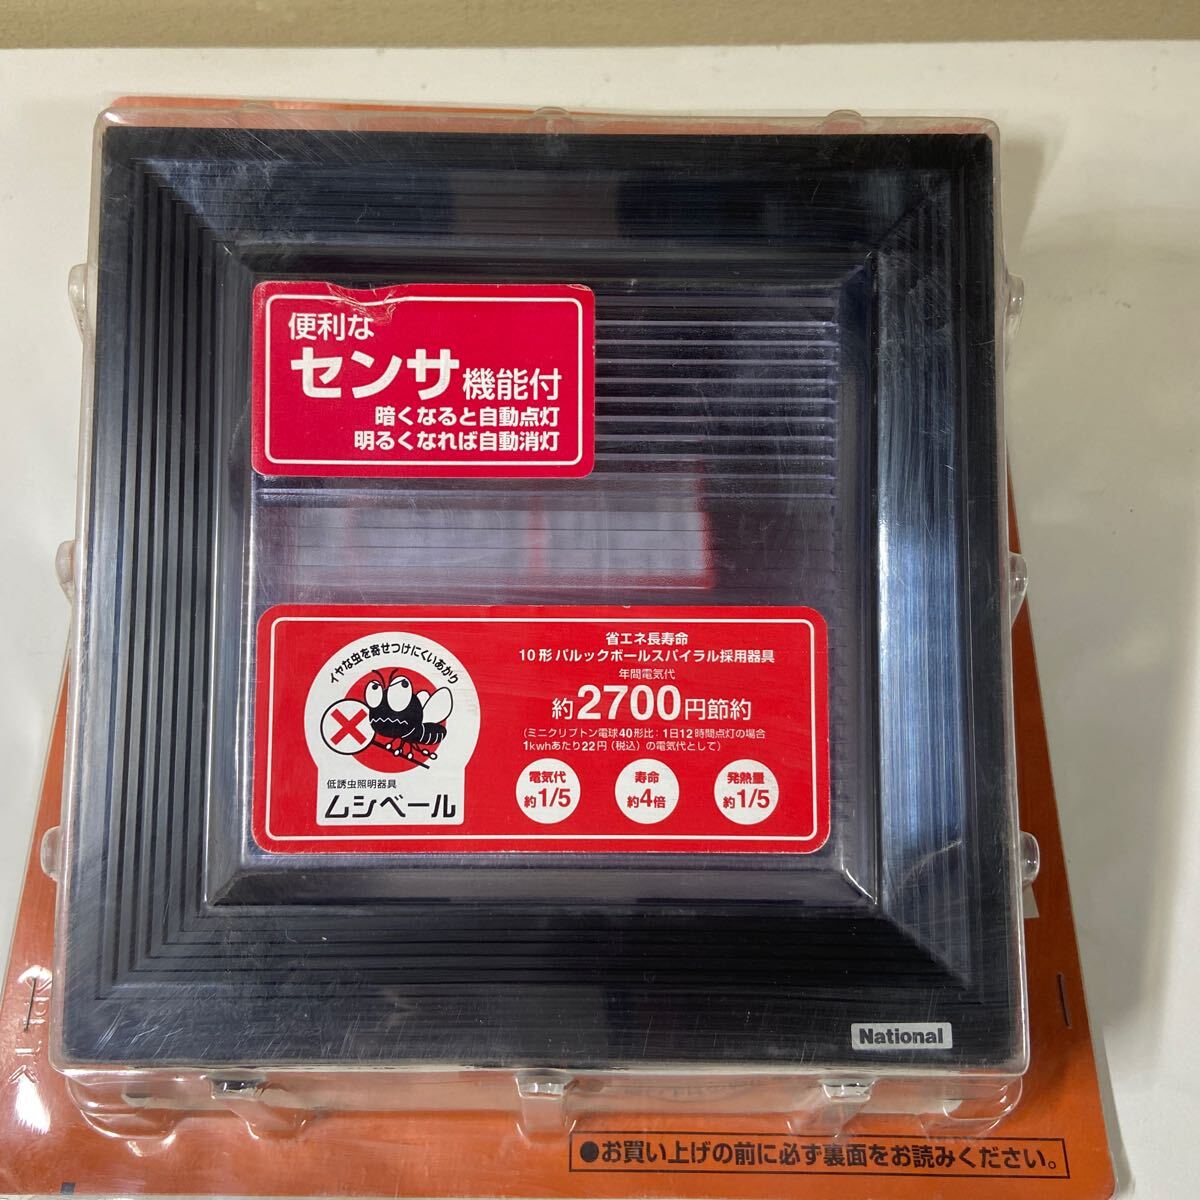 便利な
センサ機能付
暗くなると自動点灯
明るくなれば自動消灯
イヤな虫を寄せつけにくいあかり
低誘虫照明器具
ムシベール
省エネ長寿命
10形パルックボールスパイラル採用器具
年間電気代
約2700円節約
(ミニクリプトン電球40形比：1日12時間点灯の場合
1kwhあたり22円(税込)の電気代として)
電気代
約1/5
寿命
約4倍
発熱量
約1/5
National
●お買い上げの前に必ず裏面をお読みください。